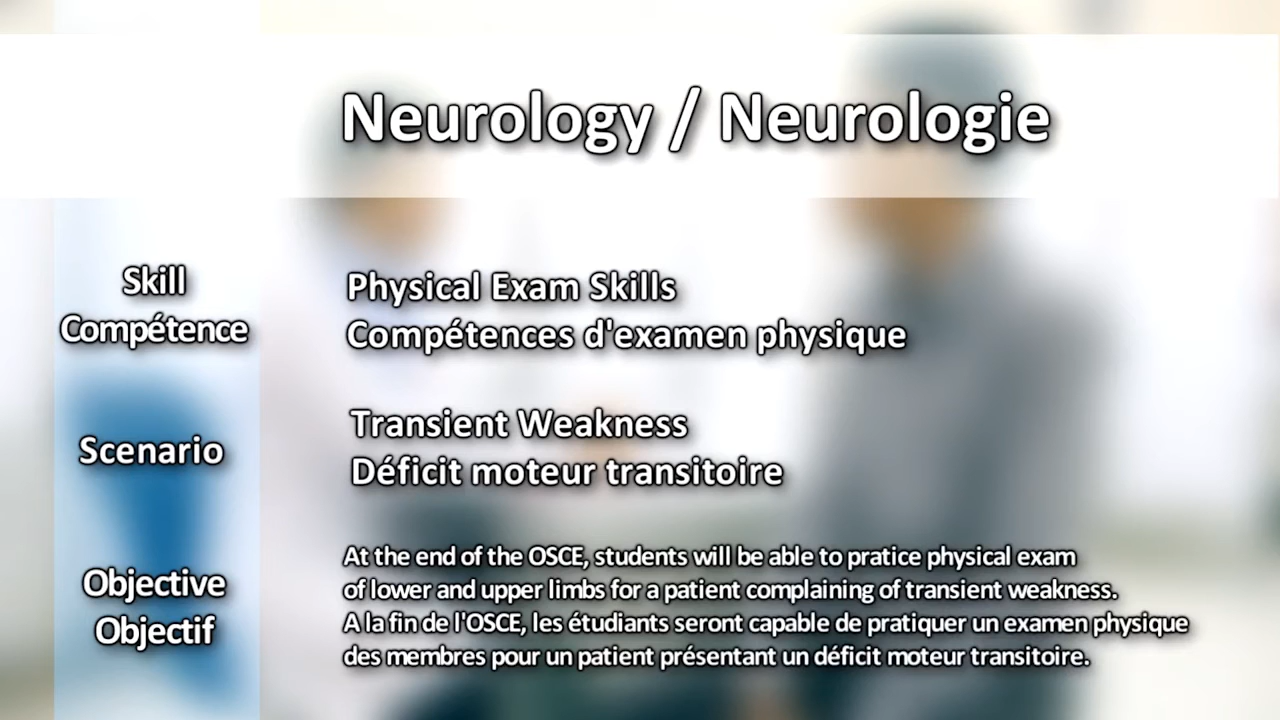 Neurology / Neurologie
Skill
Compétence
Physical Exam Skills
Compétences d'examen physique
Scenario
Transient Weakness
Déficit moteur transitoire
Objective
Objectif
At the end of the OSCE, students will be able to pratice physical exam
of lower and upper limbs for a patient complaining of transient weakness.
A la fin de l'OSCE, les étudiants seront capable de pratiquer un examen physique
des membres pour un patient présentant un déficit moteur transitoire.